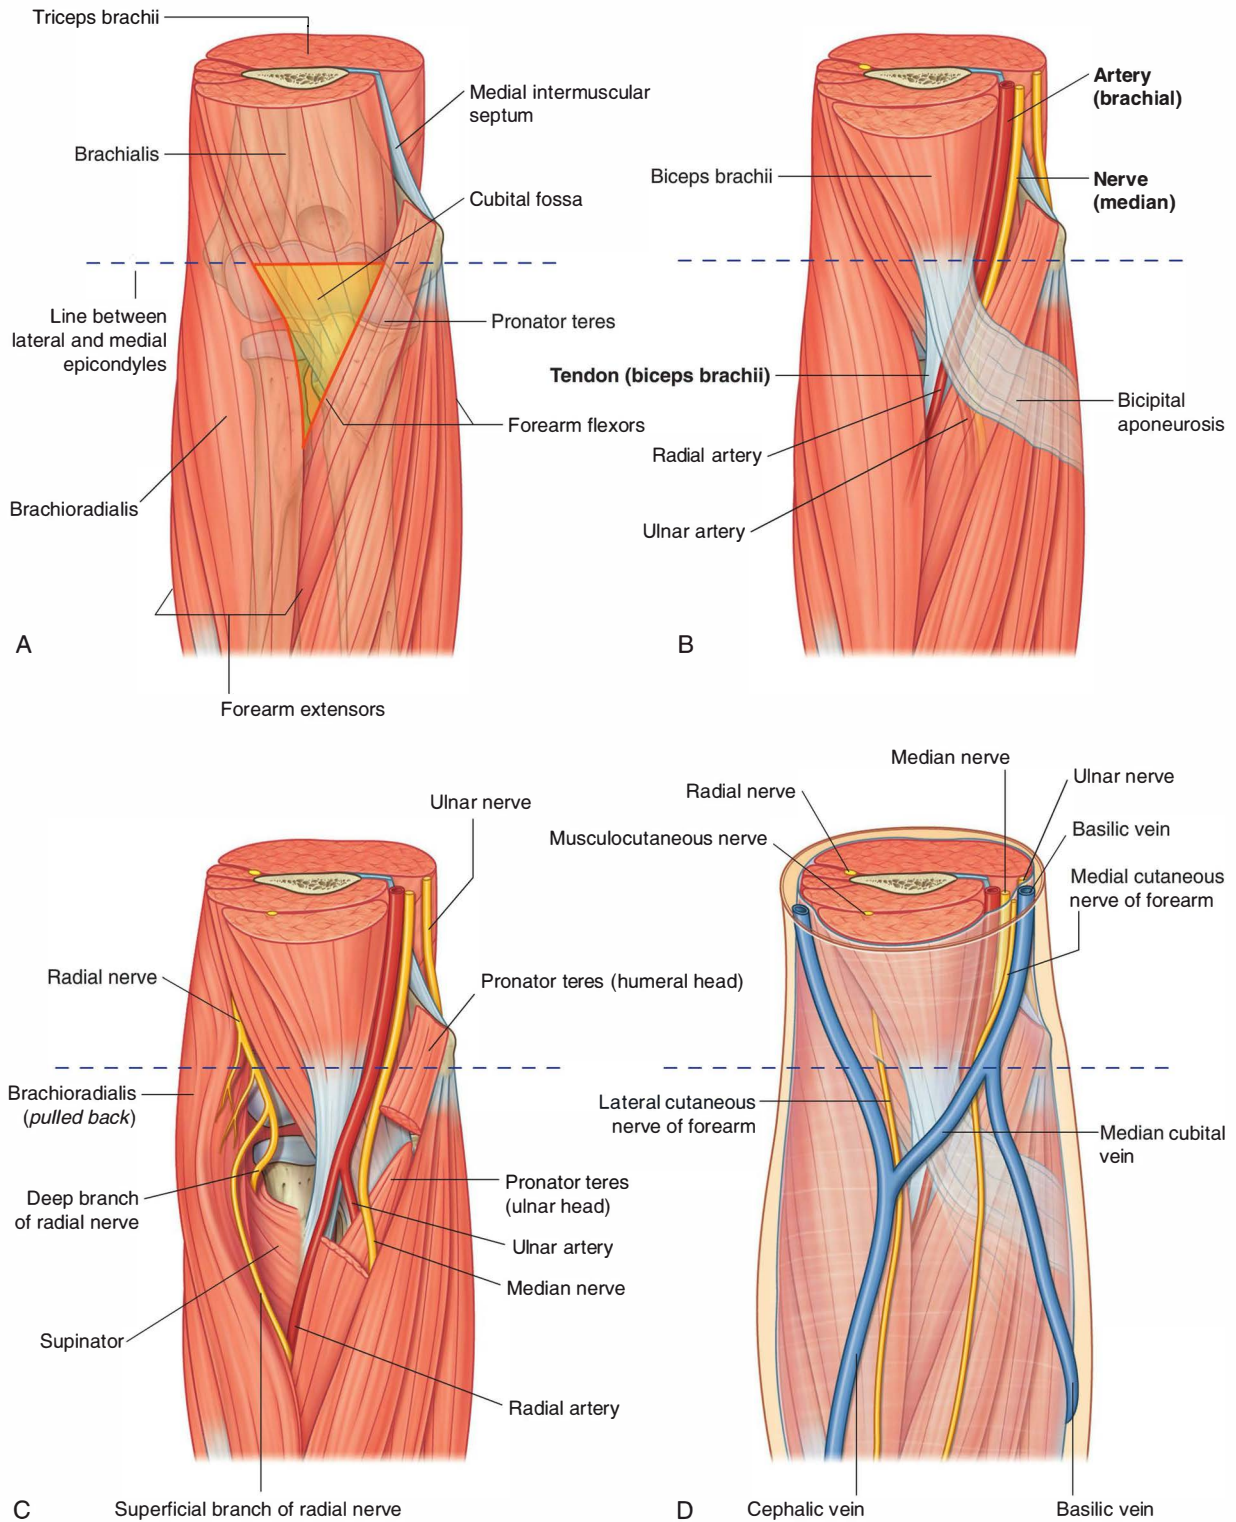 Triceps brachii
Medial intermuscular
septum
Brachialis
Cubital fossa
Line between
lateral and medial
epicondyles
Pronator teres
Forearm flexors
Brachioradialis
A
Forearm extensors
Artery
(brachial)
Biceps brachii
Nerve
(median)
Tendon (biceps brachii)
Bicipital
aponeurosis
Radial artery
Ulnar artery
B
Ulnar nerve
Radial nerve
Pronator teres (humeral head)
Brachioradialis
(pulled back)
Deep branch
of radial nerve
Pronator teres
(ulnar head)
Ulnar artery
Median nerve
Supinator
Radial artery
C
Superficial branch of radial nerve
Median nerve
Ulnar nerve
Radial nerve
Basilic vein
Musculocutaneous nerve
Medial cutaneous
nerve of forearm
Lateral cutaneous
nerve of forearm
Median cubital
vein
D
Cephalic vein
Basilic vein